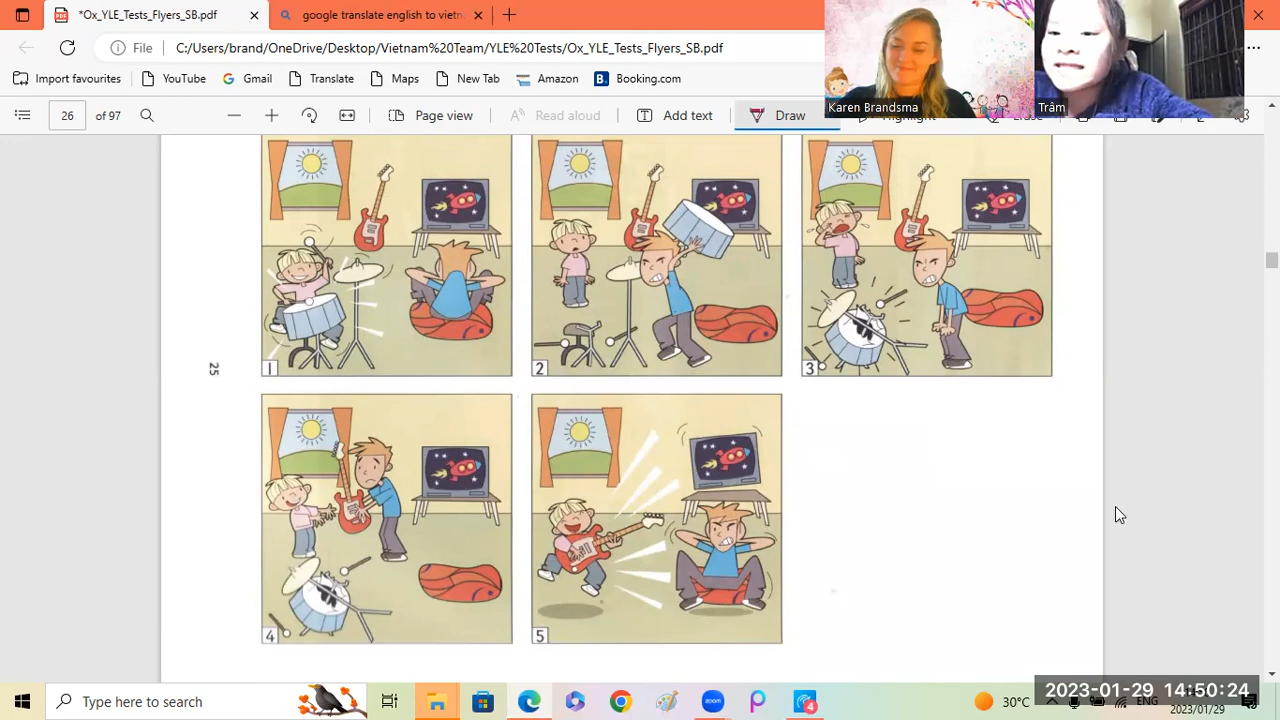 *Ox_YLE_Tests_Flyers_SB.pdf
google translate english to vietn
File C:/Users/brand/OneDrive/Desktop/Vietnam%20Team/YLE%20Tests/Ox_YLE_Tests_Flyers_SB.pdf
Import favourites YouTube Gmail Translate Maps New Tab Amazon Booking.com
26 of 97 Page view Read aloud Add text Draw
Karen Brandsma
Trâm
1
2
3
25
4
5
Type here to search
30°C ENG
2023-01-29 14:50:24
2023/01/29